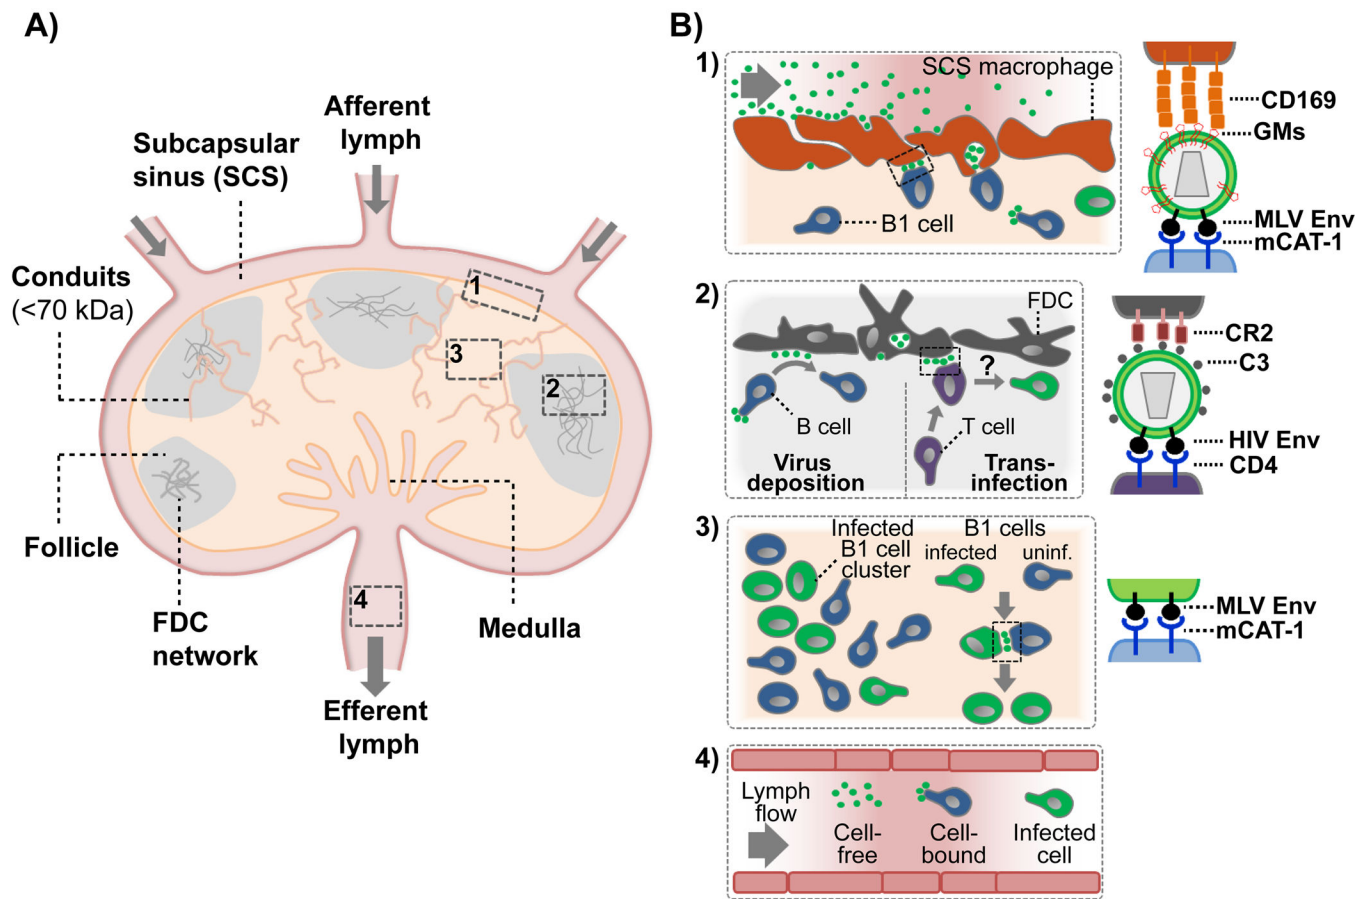 A)
Afferent
lymph
Subcapsular
sinus (SCS)
Conduits
(<70 kDa)
1
3
2
Follicle
4
FDC
network
Medulla
Efferent
lymph
B)
1)
SCS macrophage
B1 cell
CD169
GMs
MLV Env
mCAT-1
2)
FDC
?
B cell
T cell
Virus
deposition
Trans-
infection
CR2
C3
HIV Env
CD4
3)
Infected
B1 cell
cluster
B1 cells
infected
uninf.
MLV Env
mCAT-1
4)
Lymph
flow
Cell-
free
Cell-
bound
Infected
cell